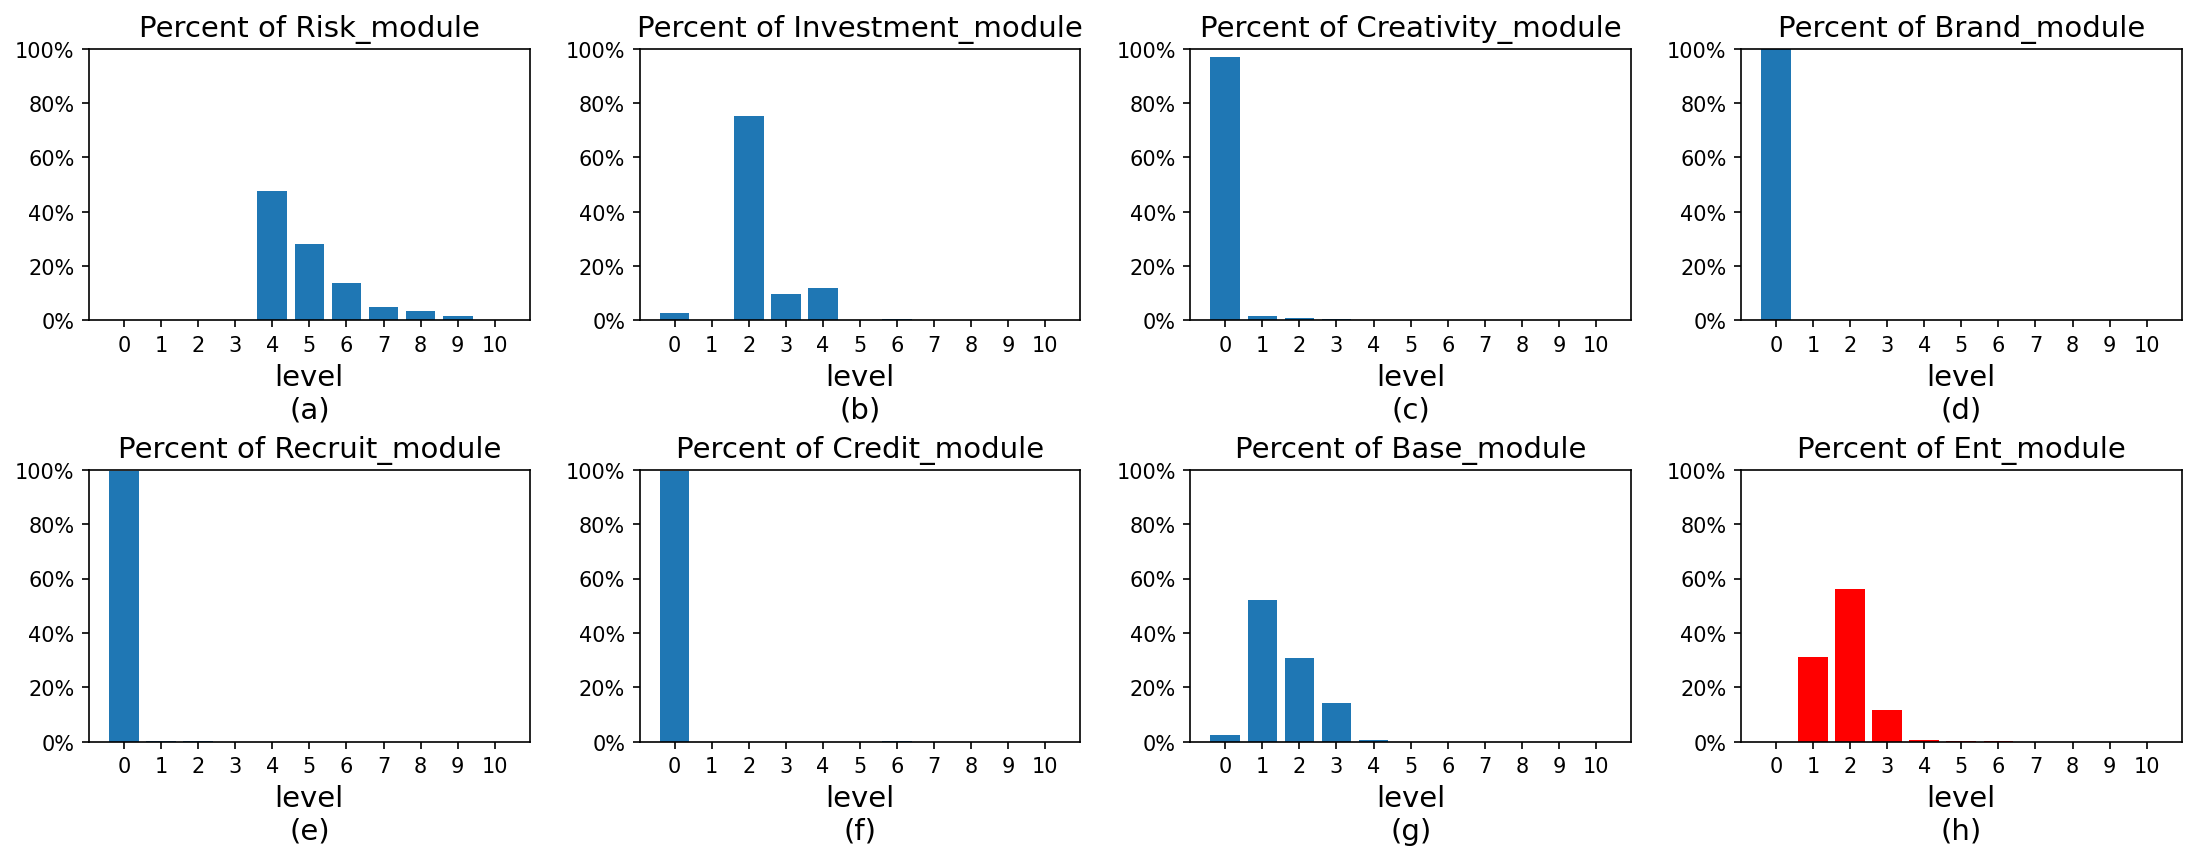 Percent of Risk_module
100%
80%
60%
40%
20%
0%
0 1 2 3 4 5 6 7 8 9 10
level
(a)
Percent of Investment_module
100%
80%
60%
40%
20%
0%
0 1 2 3 4 5 6 7 8 9 10
level
(b)
Percent of Creativity_module
100%
80%
60%
40%
20%
0%
0 1 2 3 4 5 6 7 8 9 10
level
(c)
Percent of Brand_module
100%
80%
60%
40%
20%
0%
0 1 2 3 4 5 6 7 8 9 10
level
(d)
Percent of Recruit_module
100%
80%
60%
40%
20%
0%
0 1 2 3 4 5 6 7 8 9 10
level
(e)
Percent of Credit_module
100%
80%
60%
40%
20%
0%
0 1 2 3 4 5 6 7 8 9 10
level
(f)
Percent of Base_module
100%
80%
60%
40%
20%
0%
0 1 2 3 4 5 6 7 8 9 10
level
(g)
Percent of Ent_module
100%
80%
60%
40%
20%
0%
0 1 2 3 4 5 6 7 8 9 10
level
(h)